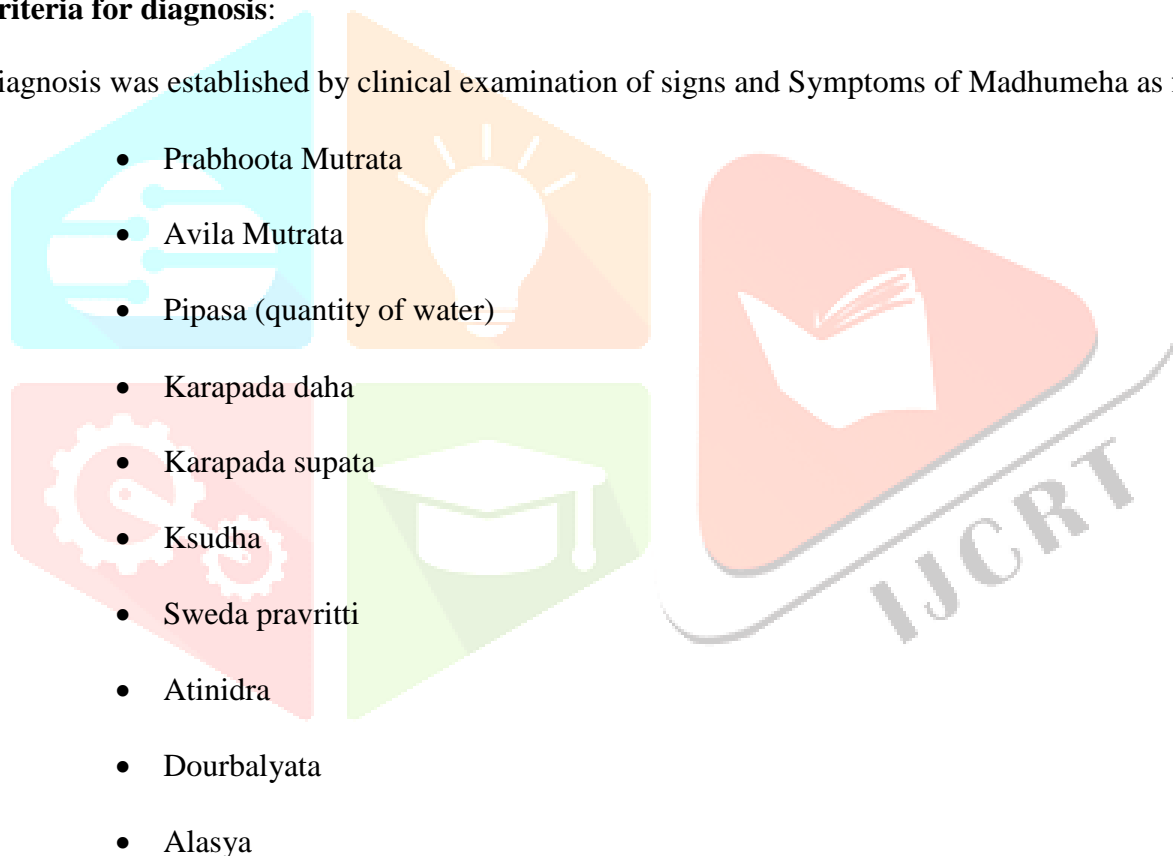 riteria for diagnosis:
iagnosis was established by clinical examination of signs and Symptoms of Madhumeha as
• Prabhoota Mutrata
• Avila Mutrata
• Pipasa (quantity of water)
• Karapada daha
• Karapada supata
• Ksudha
• Sweda pravritti
• Atinidra
• Dourbalyata
• Alasya
IJCRT